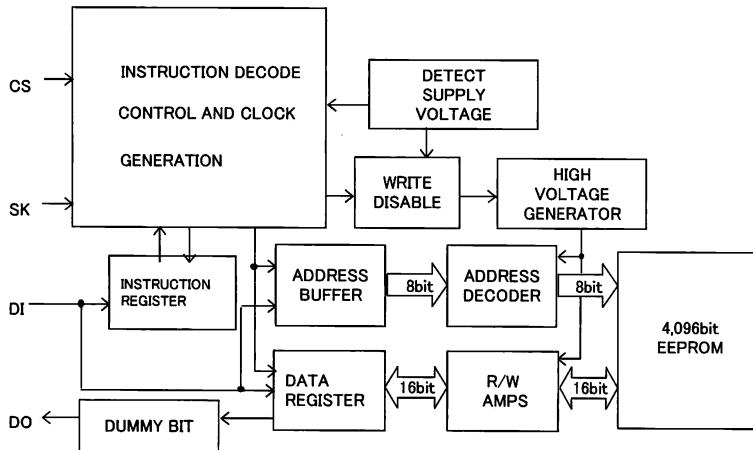 CS
SK
DI
DO
INSTRUCTION DECODE
CONTROL AND CLOCK
GENERATION
DETECT
SUPPLY
VOLTAGE
WRITE
DISABLE
HIGH
VOLTAGE
GENERATOR
INSTRUCTION
REGISTER
ADDRESS
BUFFER
8bit
ADDRESS
DECODER
8bit
4,096bit
EEPROM
DATA
REGISTER
16bit
R/W
AMPS
16bit
DUMMY BIT